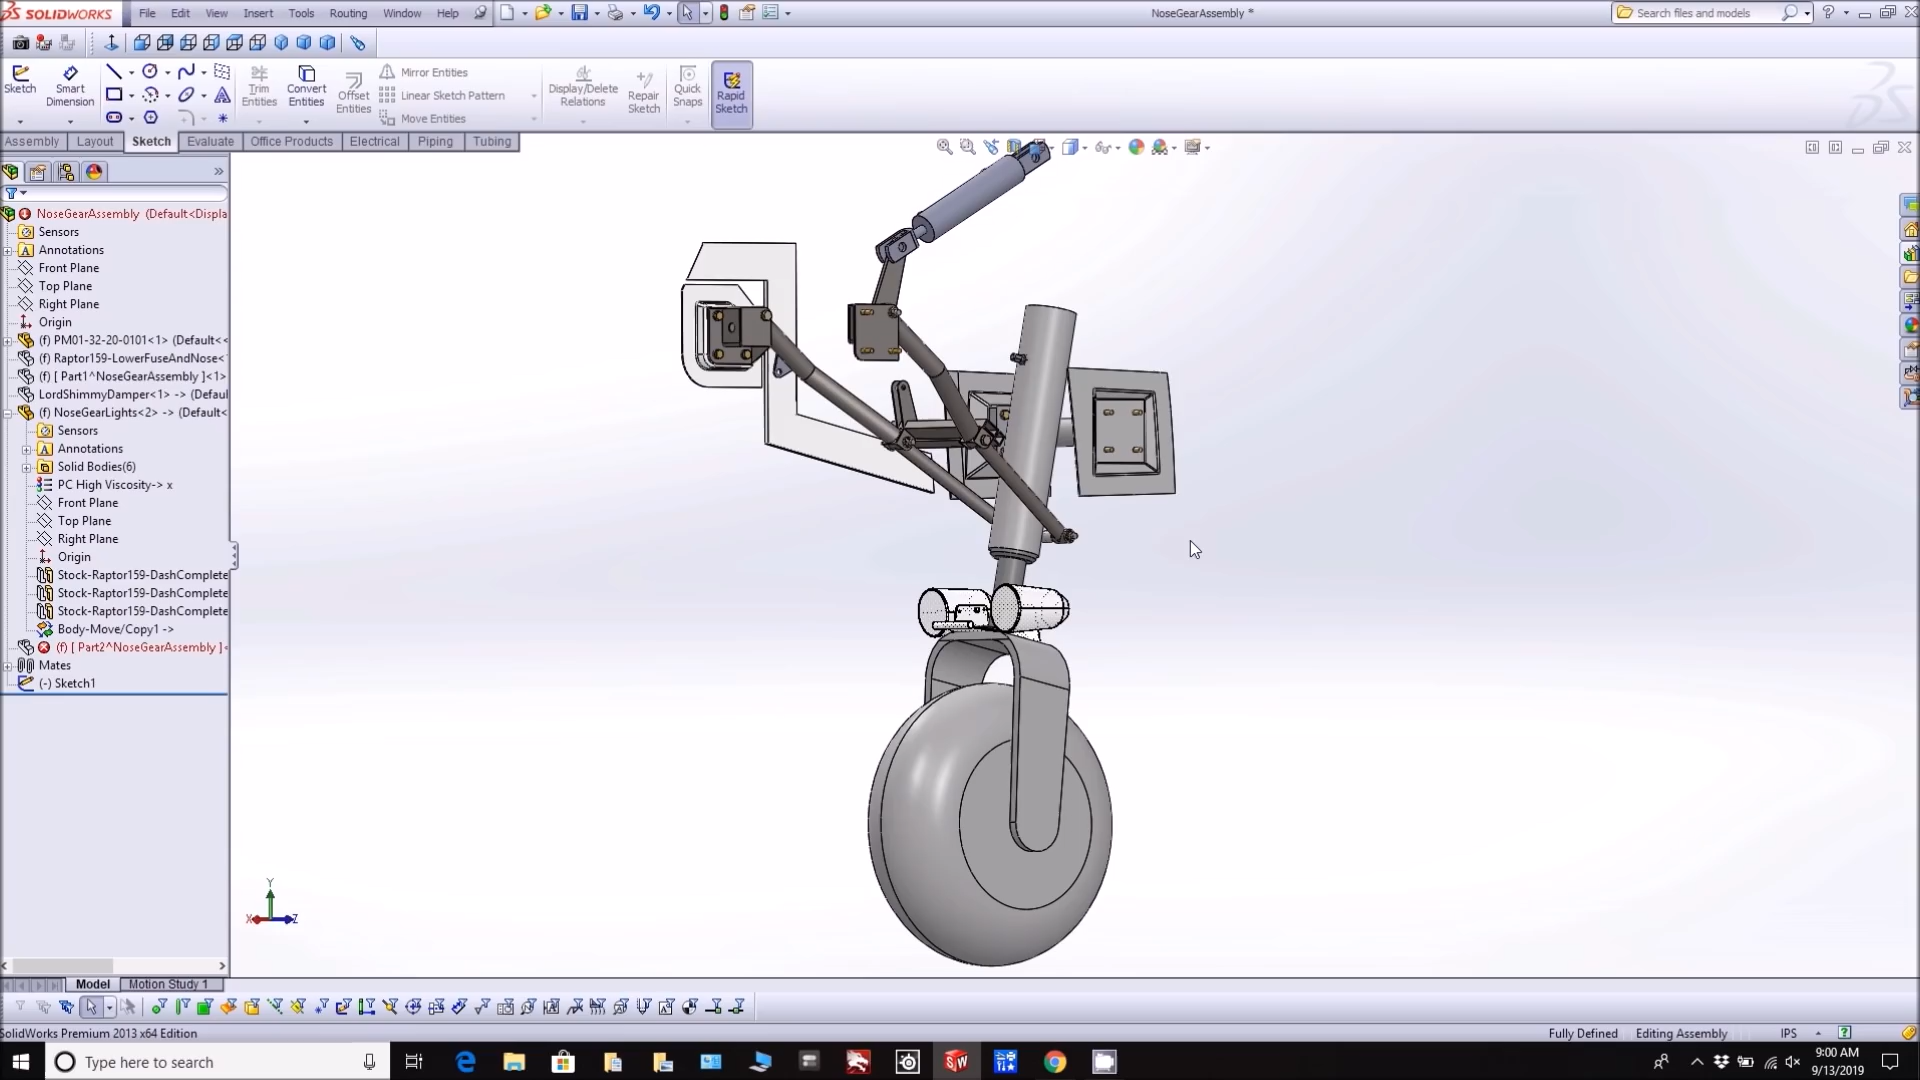 SOLIDWORKS File Edit View Insert Tools Routing Window Help NoseGearAssembly * Search files and models ?
Sketch Smart Dimension Trim Entities Convert Entities Offset Entities Mirror Entities Linear Sketch Pattern Move Entities Display/Delete Relations Repair Sketch Quick Snaps Rapid Sketch
Assembly Layout Sketch Evaluate Office Products Electrical Piping Tubing
NoseGearAssembly (Default<Displa
Sensors
Annotations
Front Plane
Top Plane
Right Plane
Origin
(f) PM01-32-20-0101<1> (Default<<
(f) Raptor159-LowerFuseAndNose<
(f) [ Part1^NoseGearAssembly ]<1>
LordShimmyDamper<1> -> (Defau
(f) NoseGearLights<2> -> (Default<
Sensors
Annotations
Solid Bodies(6)
PC High Viscosity-> x
Front Plane
Top Plane
Right Plane
Origin
Stock-Raptor159-DashComplete
Stock-Raptor159-DashComplete
Stock-Raptor159-DashComplete
Body-Move/Copy1 ->
(f) [ Part2^NoseGearAssembly ]<
Mates
(-) Sketch1
Y
X Z
Model Motion Study 1
SolidWorks Premium 2013 x64 Edition Fully Defined Editing Assembly IPS ?
Type here to search SW 9:00 AM
9/13/2019